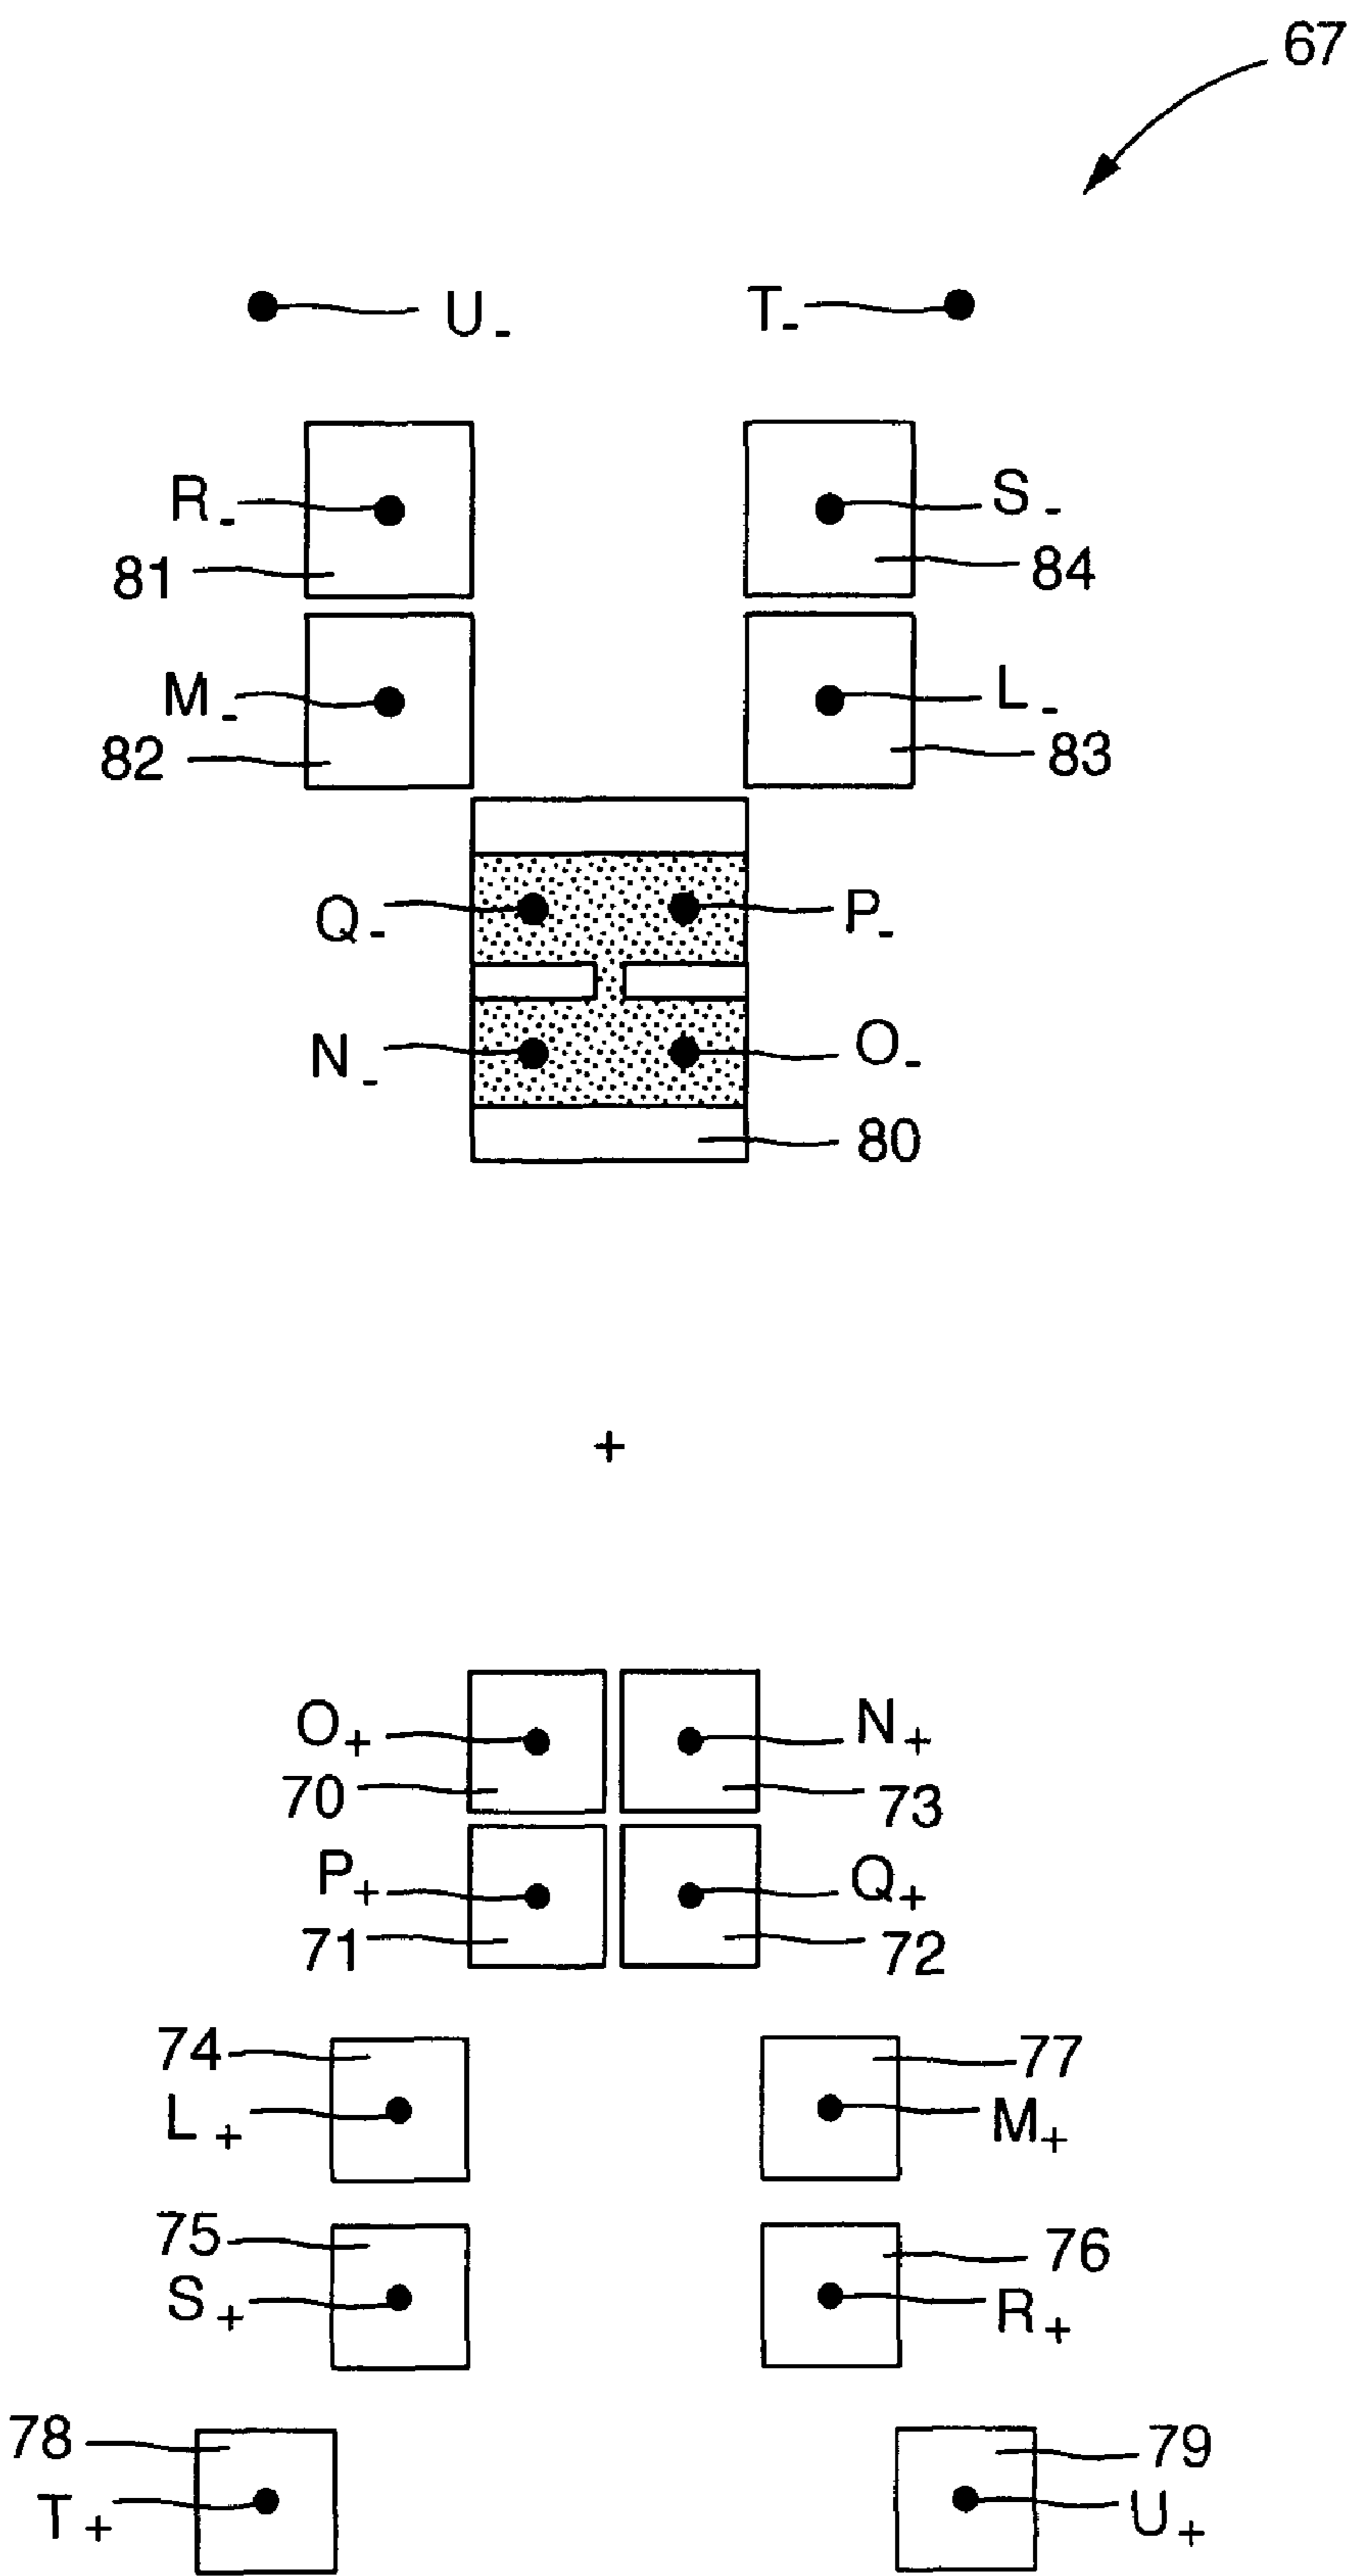 67
U- T-
R- S-
81 84
M- L-
82 83
Q- P-
N- O-
80
+
O+ N+
70 73
P+ Q+
71 72
74 77
L+ M+
75 76
S+ R+
78 79
T+ U+